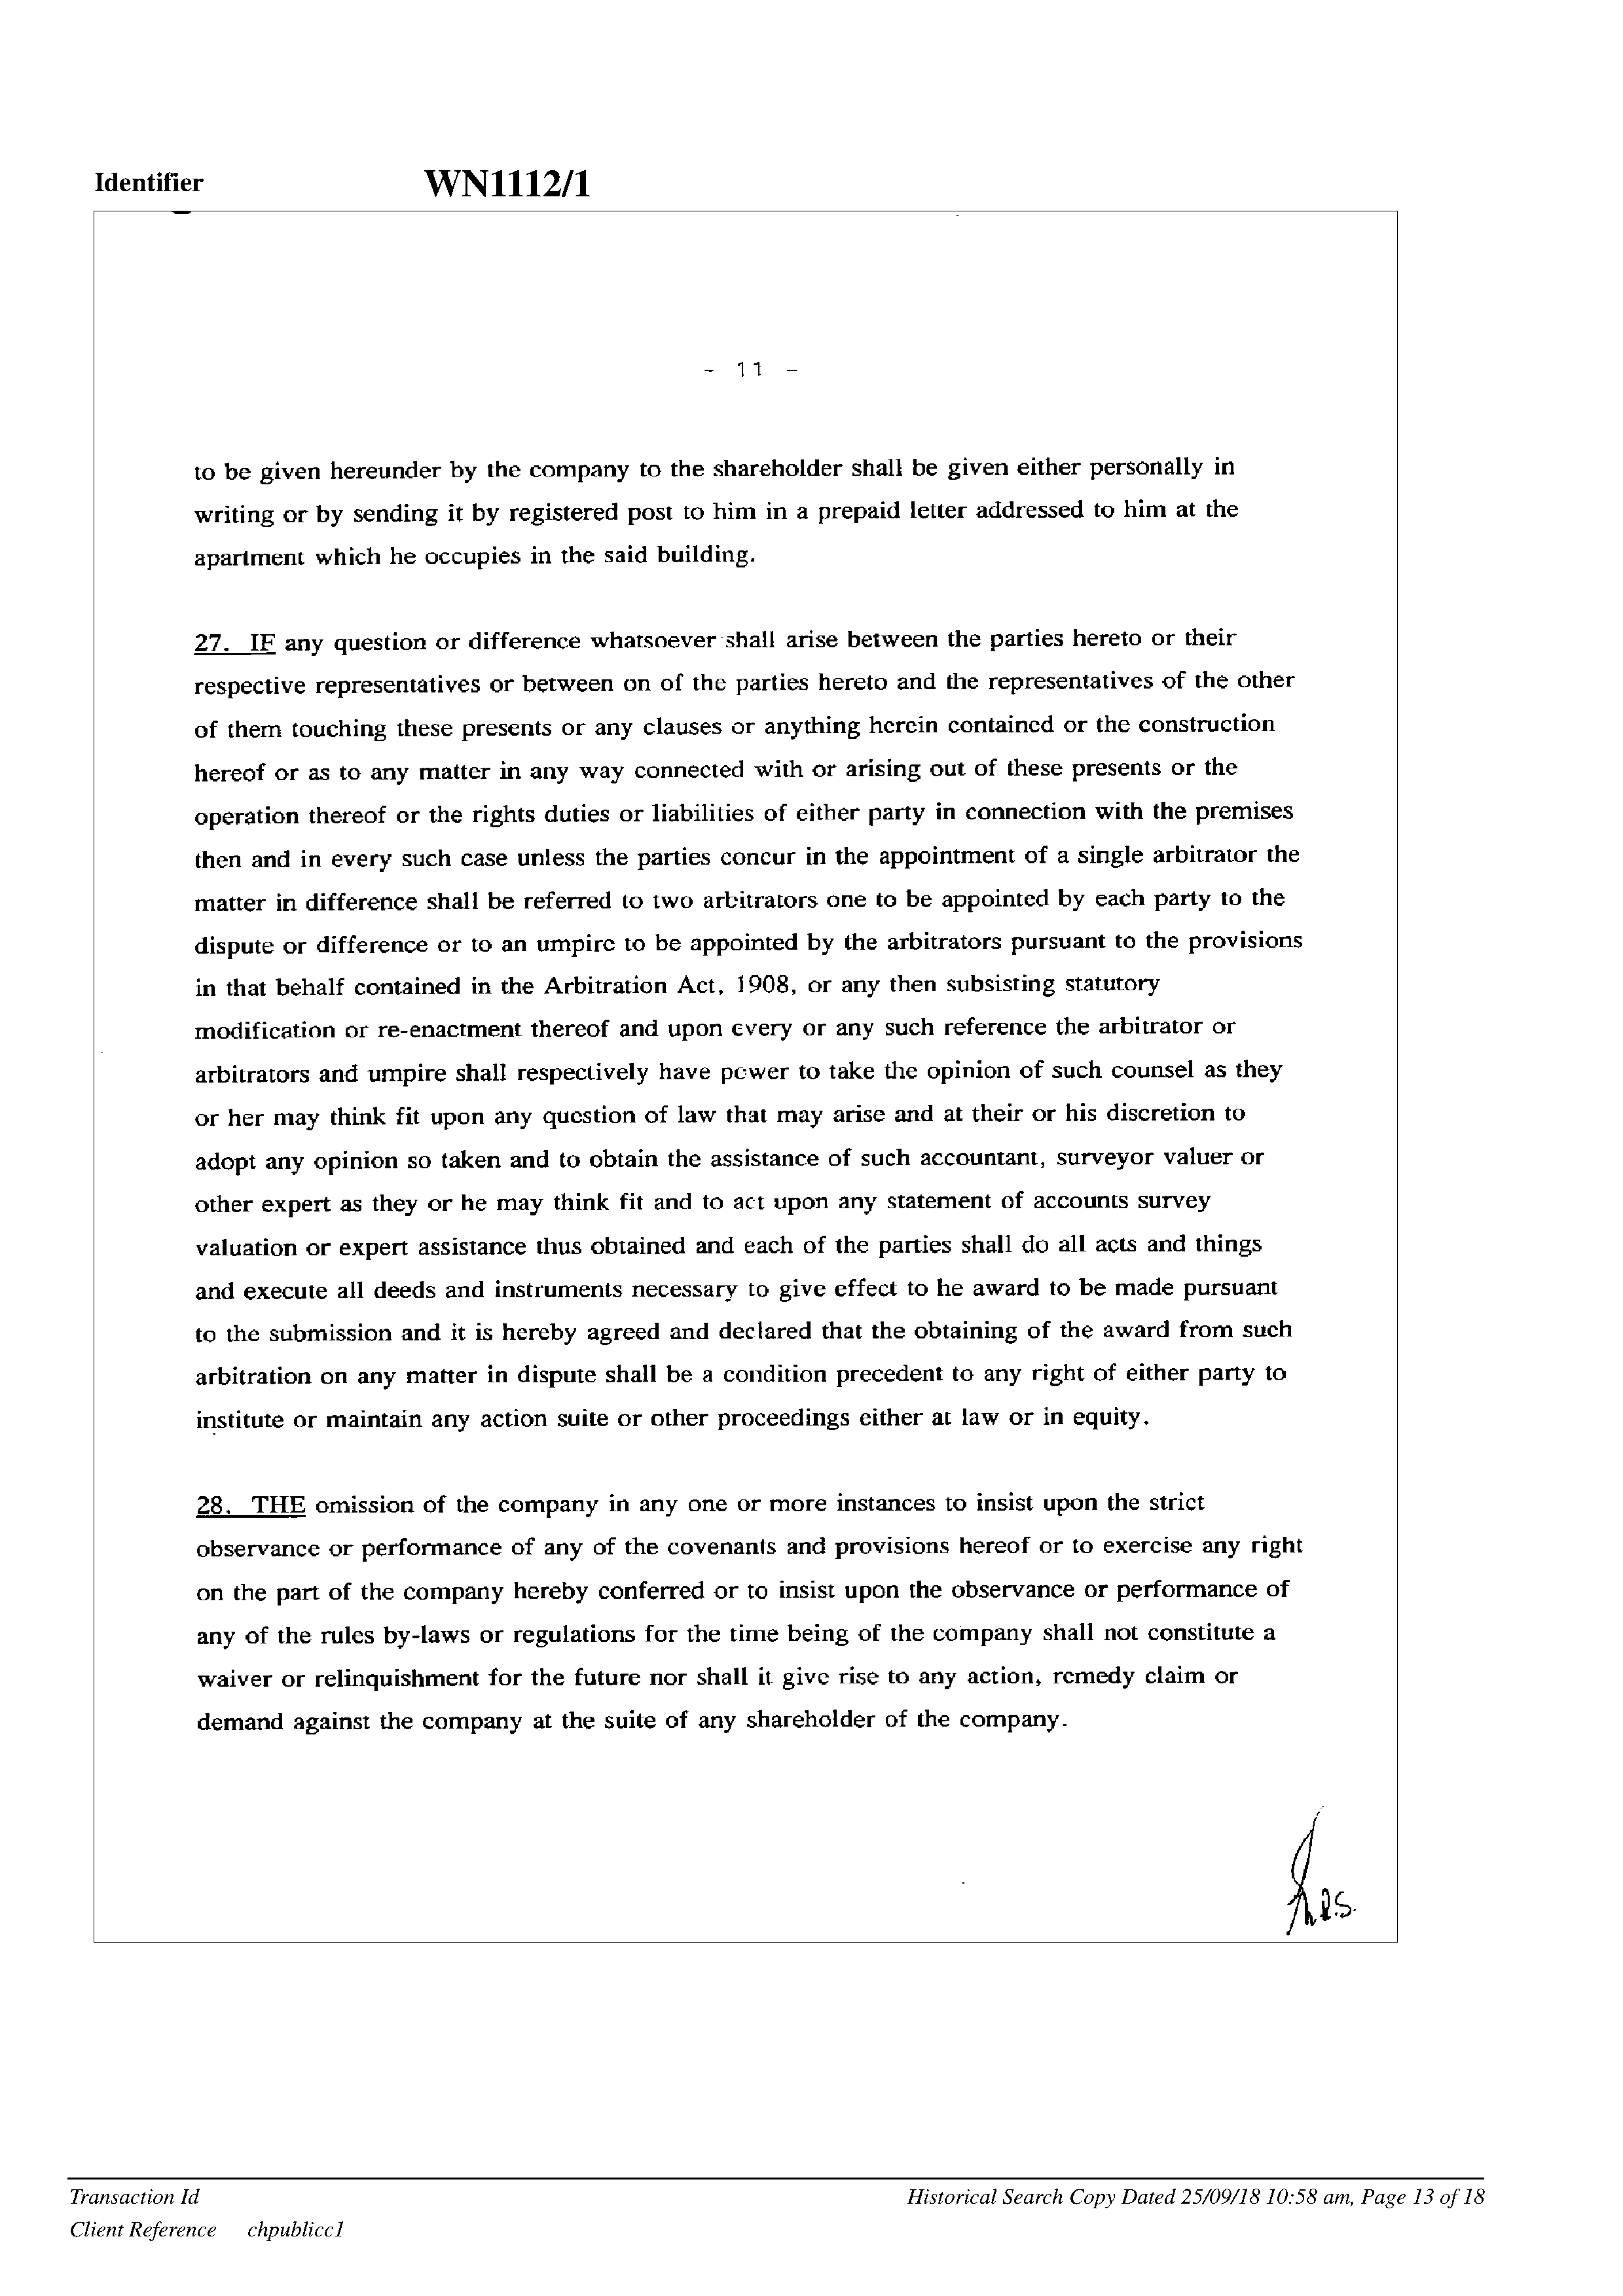 Identifier WN1112/1
- 11 -
to be given hereunder by the company to the shareholder shall be given either personally in
writing or by sending it by registered post to him in a prepaid letter addressed to him at the
apartment which he occupies in the said building.
27. IF any question or difference whatsoever shall arise between the parties hereto or their
respective representatives or between on of the parties hereto and the representatives of the other
of them touching these presents or any clauses or anything herein contained or the construction
hereof or as to any matter in any way connected with or arising out of these presents or the
operation thereof or the rights duties or liabilities of either party in connection with the premises
then and in every such case unless the parties concur in the appointment of a single arbitrator the
matter in difference shall be referred to two arbitrators one to be appointed by each party to the
dispute or difference or to an umpire to be appointed by the arbitrators pursuant to the provisions
in that behalf contained in the Arbitration Act, 1908, or any then subsisting statutory
modification or re-enactment thereof and upon every or any such reference the arbitrator or
arbitrators and umpire shall respectively have power to take the opinion of such counsel as they
or her may think fit upon any question of law that may arise and at their or his discretion to
adopt any opinion so taken and to obtain the assistance of such accountant, surveyor valuer or
other expert as they or he may think fit and to act upon any statement of accounts survey
valuation or expert assistance thus obtained and each of the parties shall do all acts and things
and execute all deeds and instruments necessary to give effect to he award to be made pursuant
to the submission and it is hereby agreed and declared that the obtaining of the award from such
arbitration on any matter in dispute shall be a condition precedent to any right of either party to
institute or maintain any action suite or other proceedings either at law or in equity.
28. THE omission of the company in any one or more instances to insist upon the strict
observance or performance of any of the covenants and provisions hereof or to exercise any right
on the part of the company hereby conferred or to insist upon the observance or performance of
any of the rules by-laws or regulations for the time being of the company shall not constitute a
waiver or relinquishment for the future nor shall it give rise to any action, remedy claim or
demand against the company at the suite of any shareholder of the company.
Transaction Id
Historical Search Copy Dated 25/09/18 10:58 am, Page 13 of 18
Client Reference chpublicc1